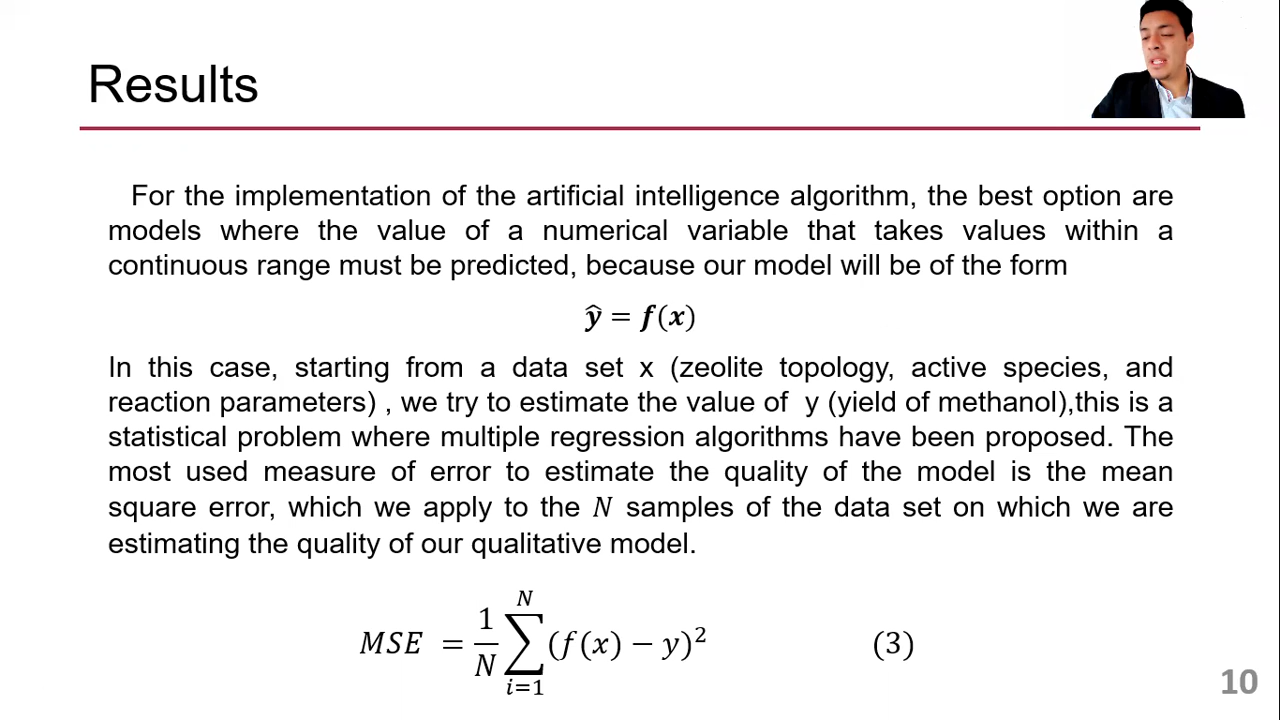 Results
For the implementation of the artificial intelligence algorithm, the best option are
models where the value of a numerical variable that takes values within a
continuous range must be predicted, because our model will be of the form
ŷ = f(x)
In this case, starting from a data set x (zeolite topology, active species, and
reaction parameters) , we try to estimate the value of y (yield of methanol),this is a
statistical problem where multiple regression algorithms have been proposed. The
most used measure of error to estimate the quality of the model is the mean
square error, which we apply to the N samples of the data set on which we are
estimating the quality of our qualitative model.
MSE = 1/N ∑_{i=1}^{N} (f(x) − y)² (3)
10